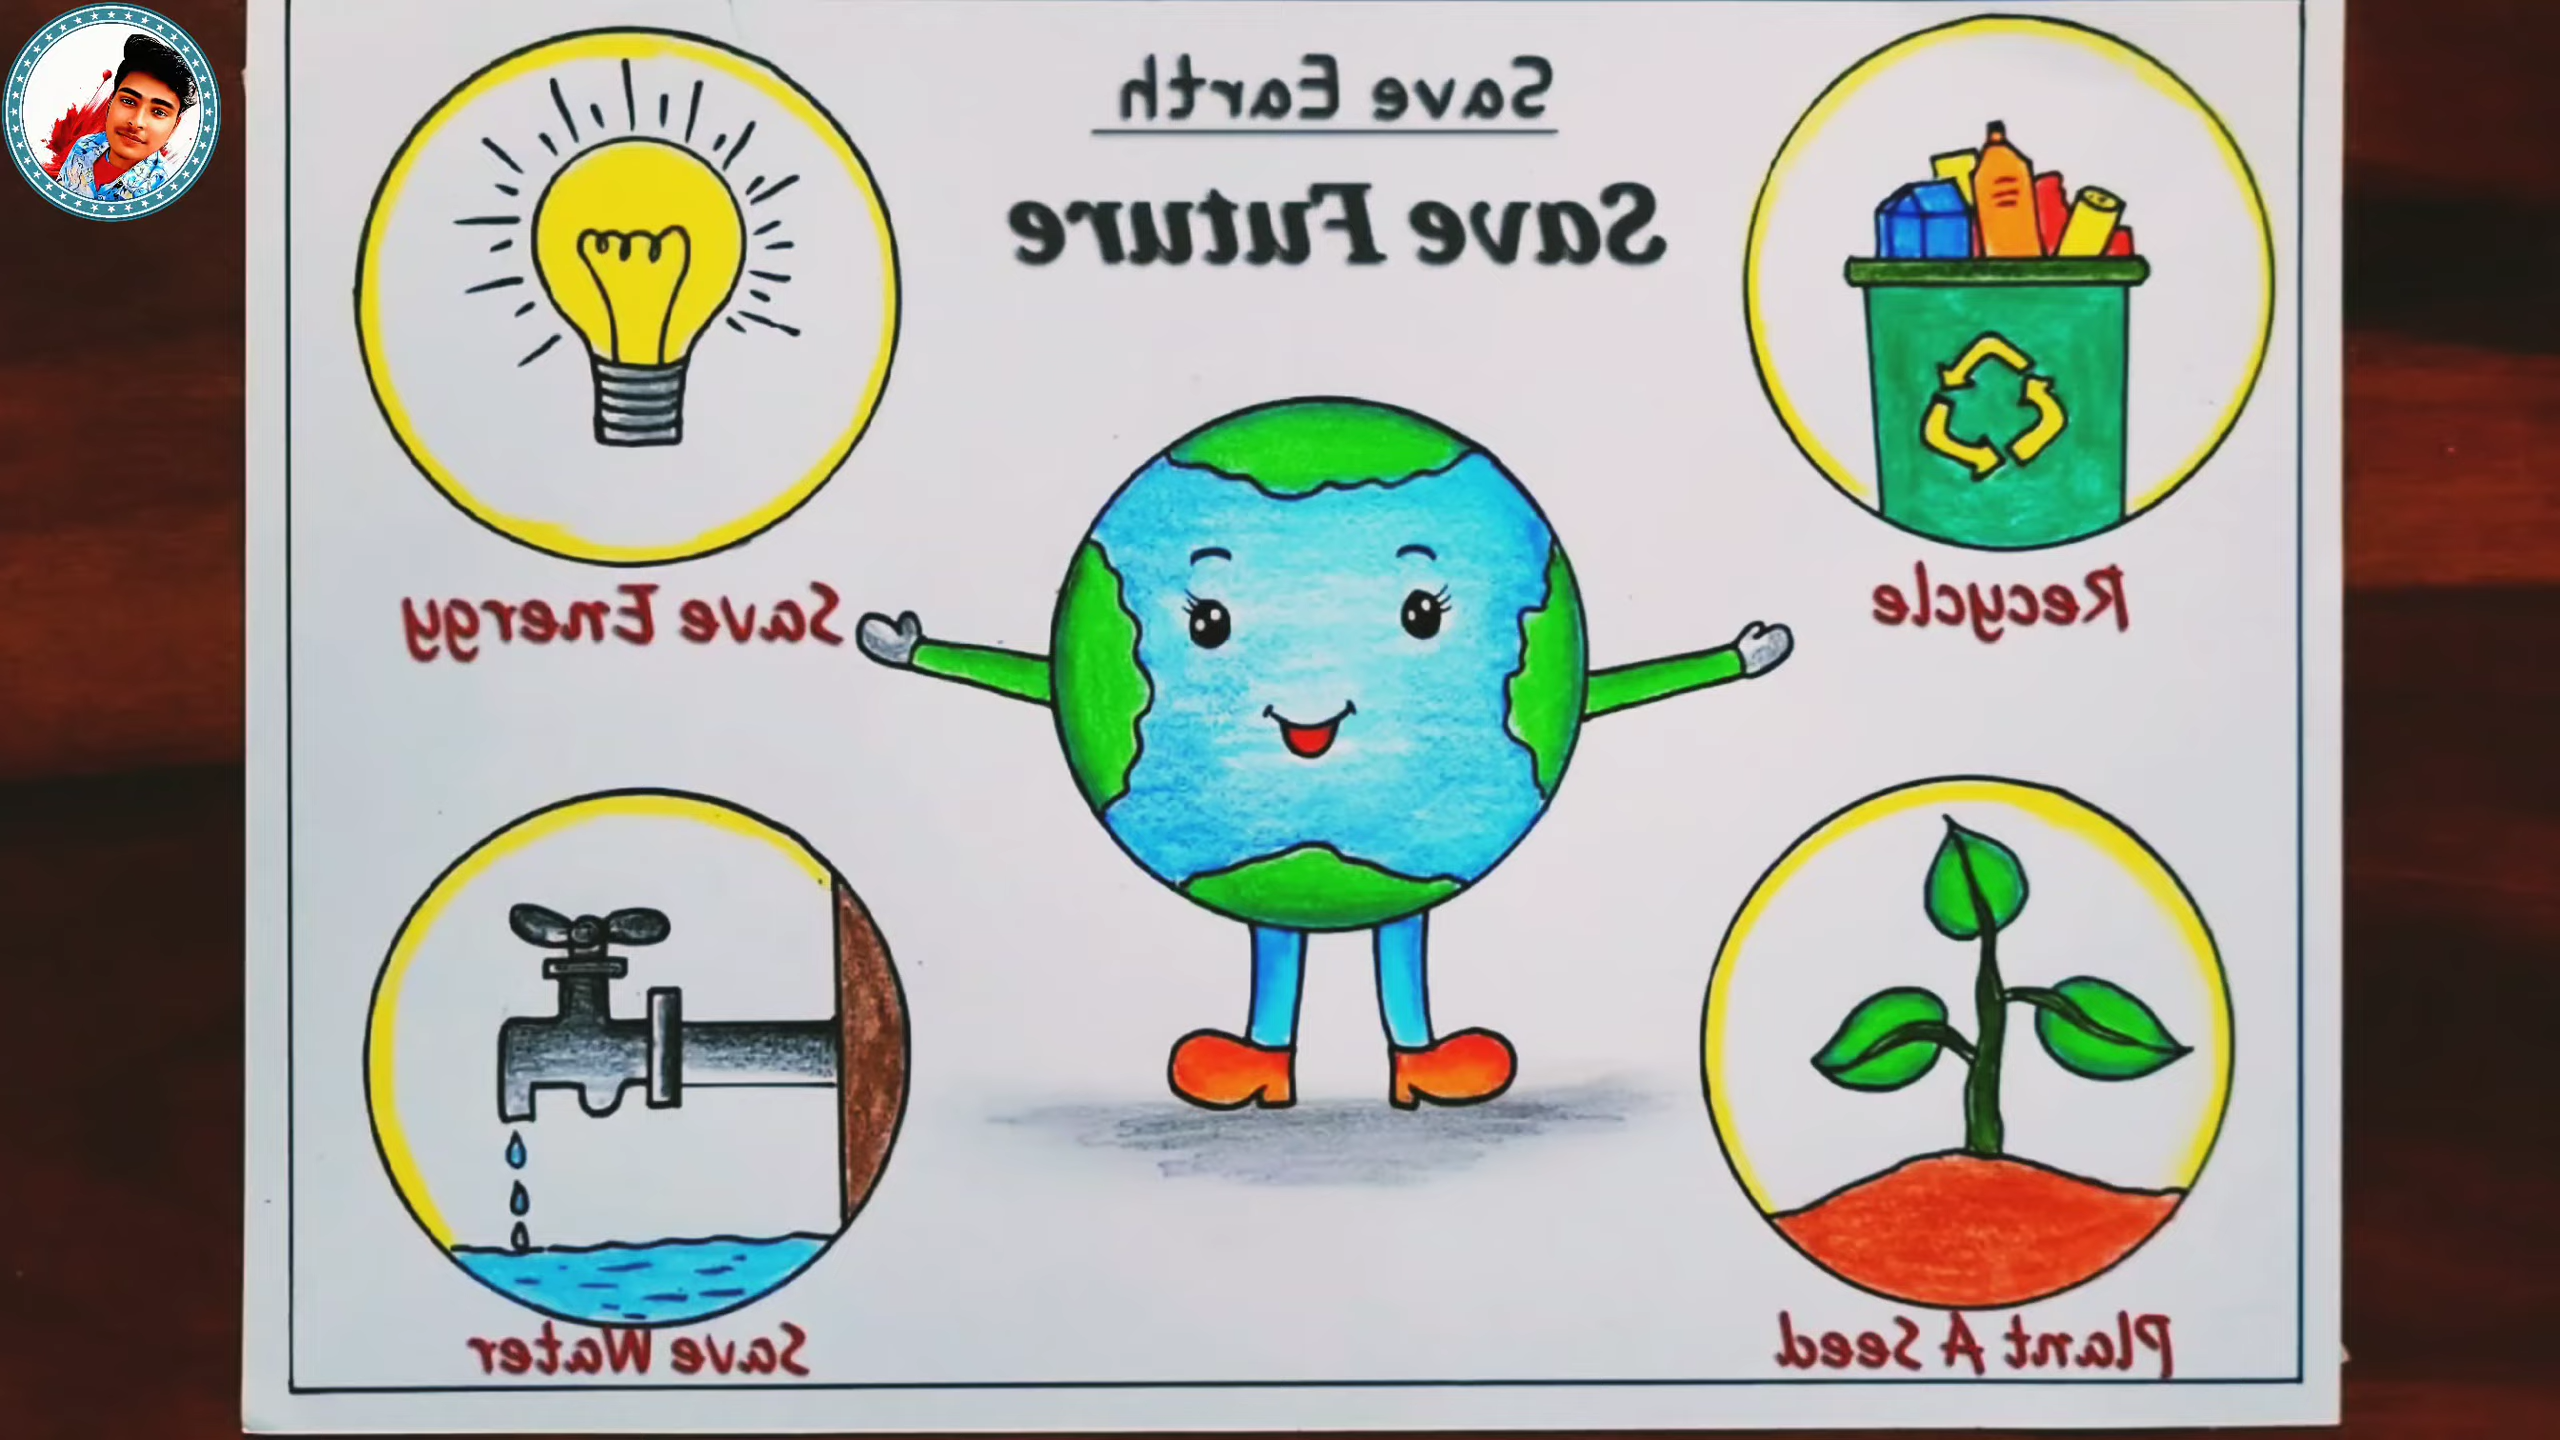 Save Earth
Save Future
Recycle
Save Energy
Plant A Seed
Save Water